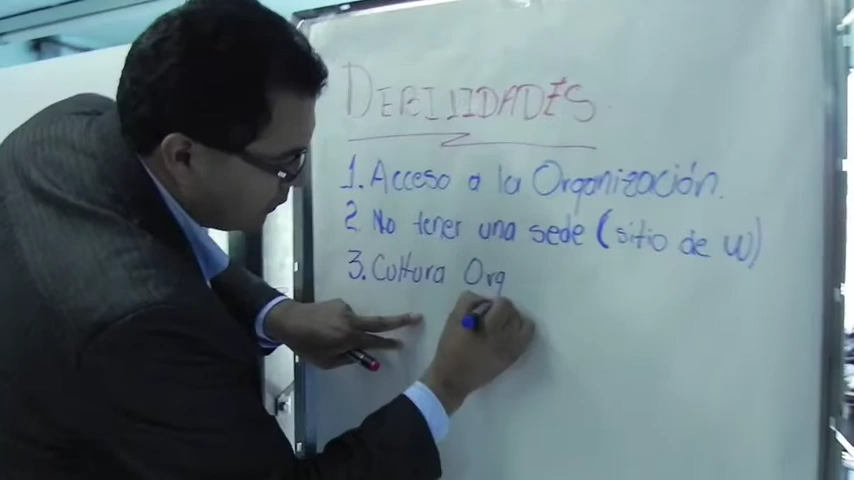 DEBILIDADES
1. Acceso a la Organización.
2. No tener una sede (sitio de W)
3. Cultura Org